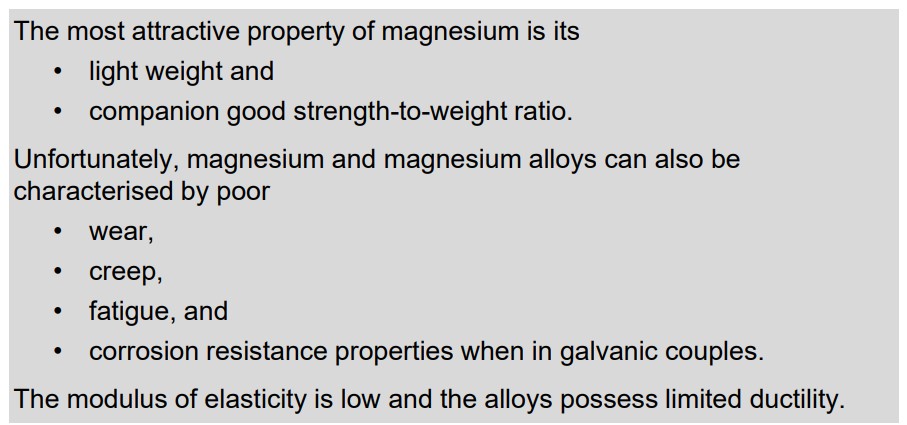 The most attractive property of magnesium is its
• light weight and
• companion good strength-to-weight ratio.
Unfortunately, magnesium and magnesium alloys can also be
characterised by poor
• wear,
• creep,
• fatigue, and
• corrosion resistance properties when in galvanic couples.
The modulus of elasticity is low and the alloys possess limited ductility.